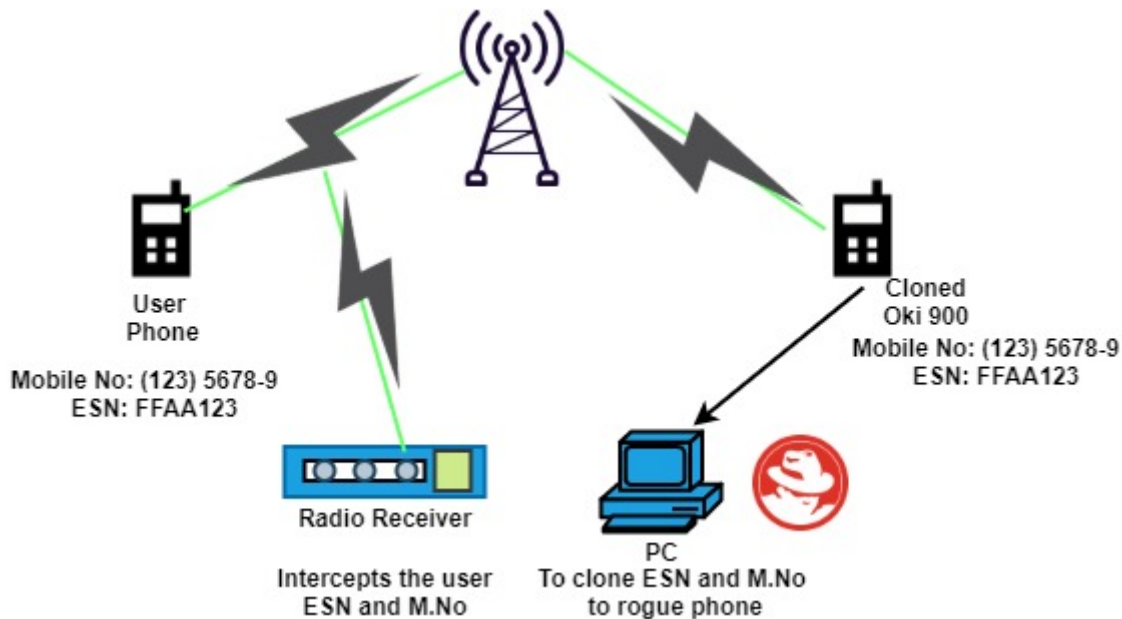 User
Phone
Mobile No: (123) 5678-9
ESN: FFAA123
Cloned
Oki 900
Mobile No: (123) 5678-9
ESN: FFAA123
Radio Receiver
Intercepts the user
ESN and M.No
PC
To clone ESN and M.No
to rogue phone